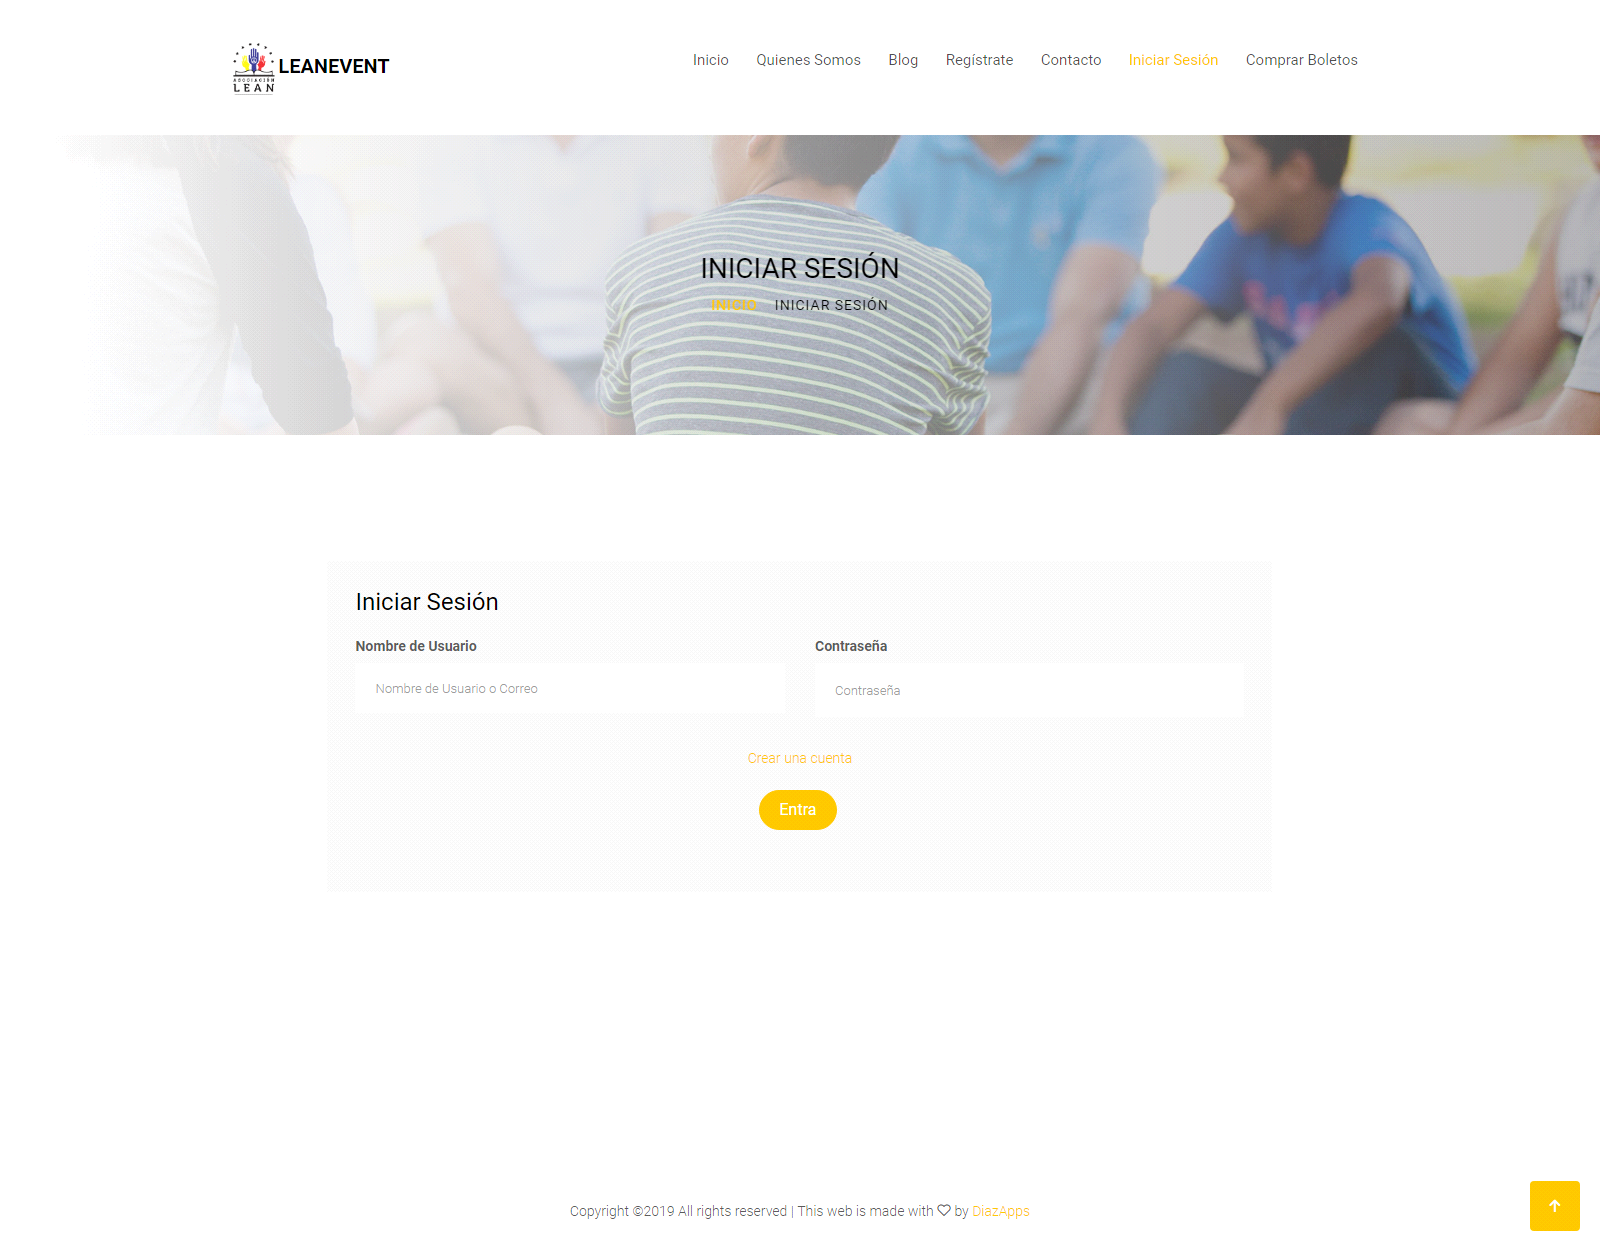 ASOCIACIÓN
LEAN
LEANEVENT
Inicio Quienes Somos Blog Regístrate Contacto Iniciar Sesión Comprar Boletos
INICIAR SESIÓN
INICIO INICIAR SESIÓN
Iniciar Sesión
Nombre de Usuario Contraseña
Nombre de Usuario o Correo Contraseña
Crear una cuenta
Entra
Copyright ©2019 All rights reserved | This web is made with ♡ by DiazApps